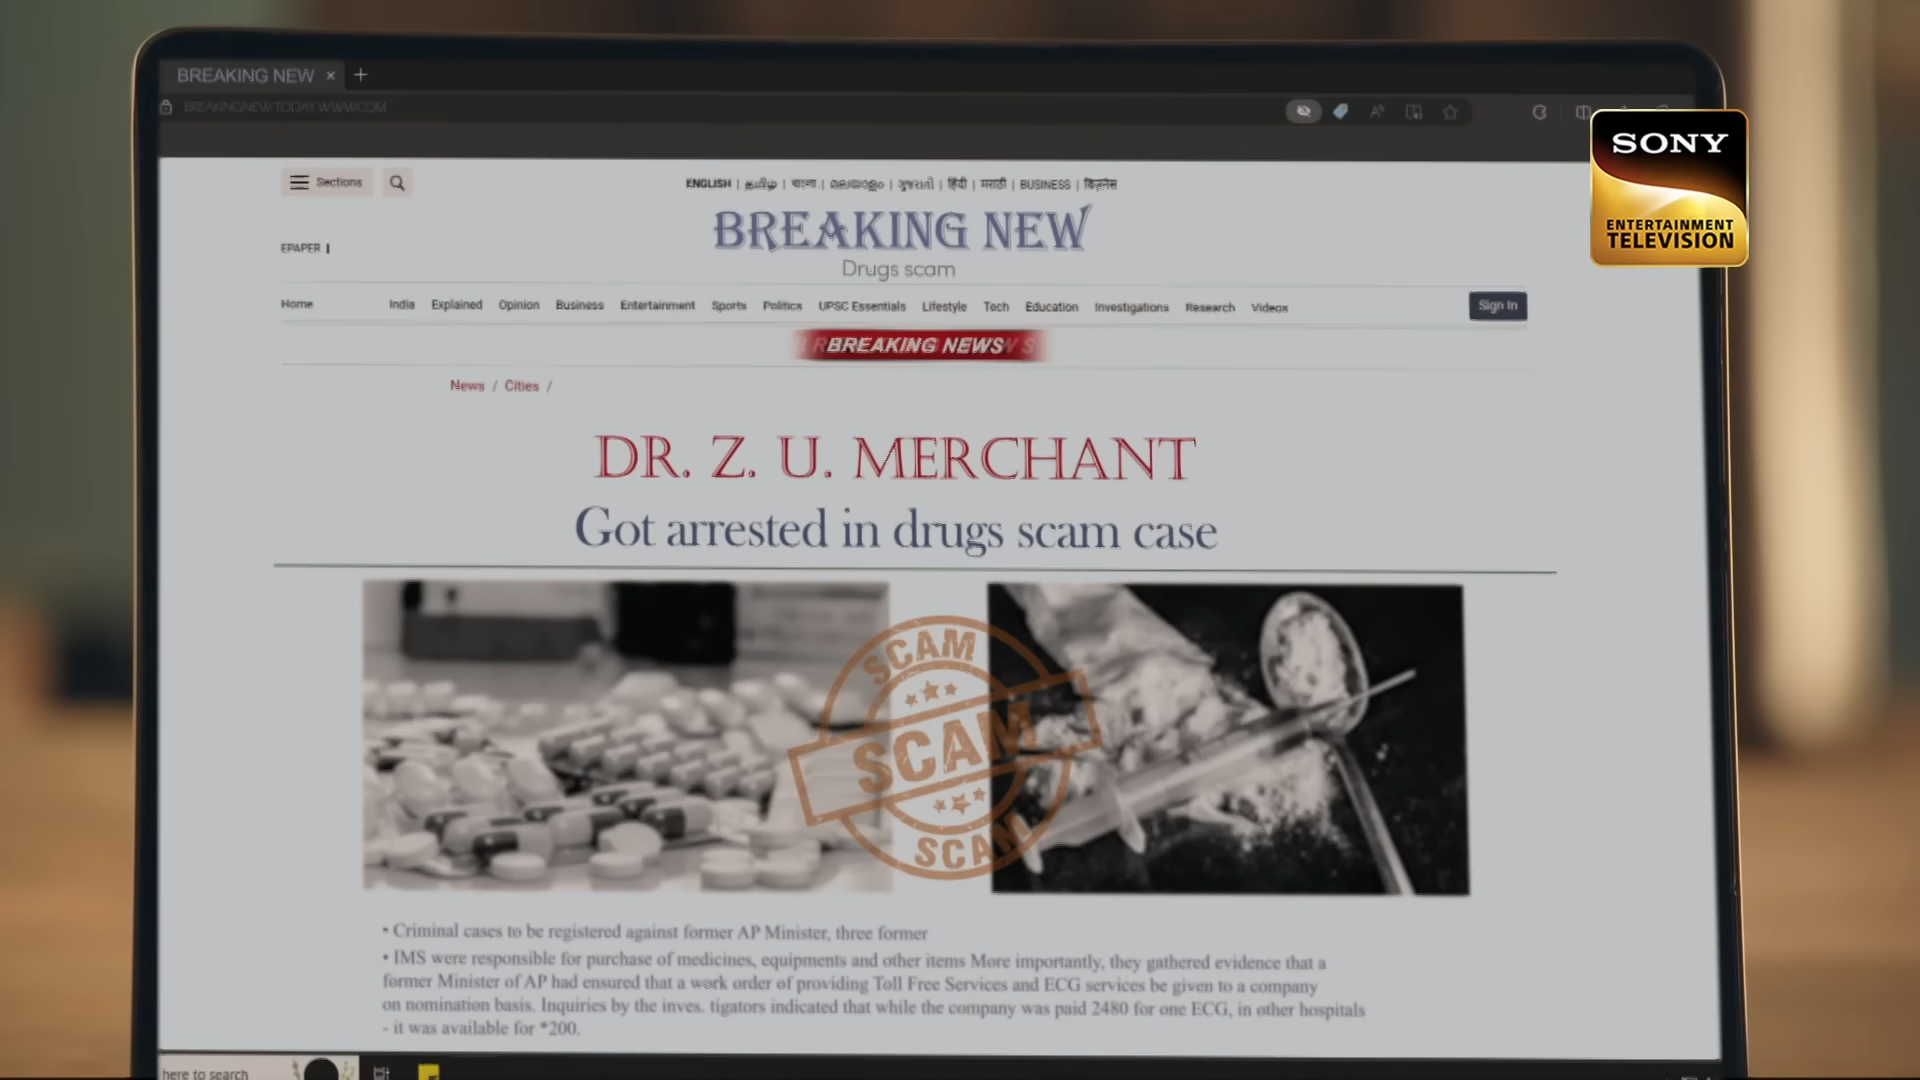 BREAKING NEW × +
BREAKINGNEWTODAY.WWW.COM
SONY
ENTERTAINMENT
TELEVISION
Sections
ENGLISH | தமிழ் | বাংলা | മലയാളം | ગુજરાતી | हिंदी | मराठी | BUSINESS | बिज़नेस
BREAKING NEW
EPAPER
Drugs scam
Home India Explained Opinion Business Entertainment Sports Politics UPSC Essentials Lifestyle Tech Education Investigations Research Videos Sign In
BREAKING NEWS
News / Cities /
DR. Z. U. MERCHANT
Got arrested in drugs scam case
SCAM
SCAM
SCAM
• Criminal cases to be registered against former AP Minister, three former
• IMS were responsible for purchase of medicines, equipments and other items More importantly, they gathered evidence that a
former Minister of AP had ensured that a work order of providing Toll Free Services and ECG services be given to a company
on nomination basis. Inquiries by the inves. tigators indicated that while the company was paid 2480 for one ECG, in other hospitals
- it was available for *200.
here to search